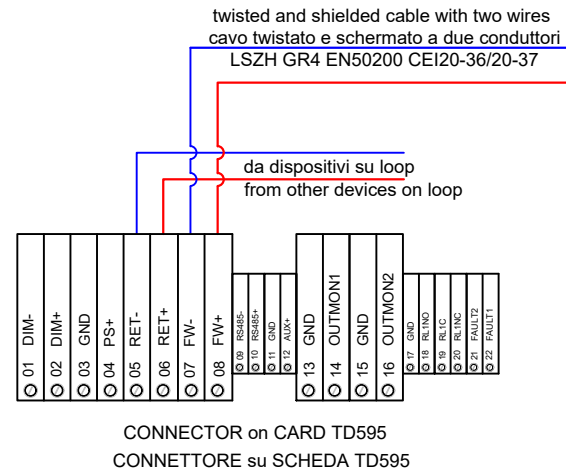 twisted and shielded cable with two wires
cavo twistato e schermato a due conduttori
LSZH GR4 EN50200 CEI20-36/20-37
da dispositivi su loop
from other devices on loop
01 DIM-
02 DIM+
03 GND
04 PS+
05 RET-
06 RET+
07 FW-
08 FW+
09 RS485-
10 RS485+
11 GND
12 AUX+
13 GND
14 OUTMON1
15 GND
16 OUTMON2
17 GND
18 RL1NO
19 RL1C
20 RL1NC
21 FAULT2
22 FAULT1
CONNECTOR on CARD TD595
CONNETTORE su SCHEDA TD595